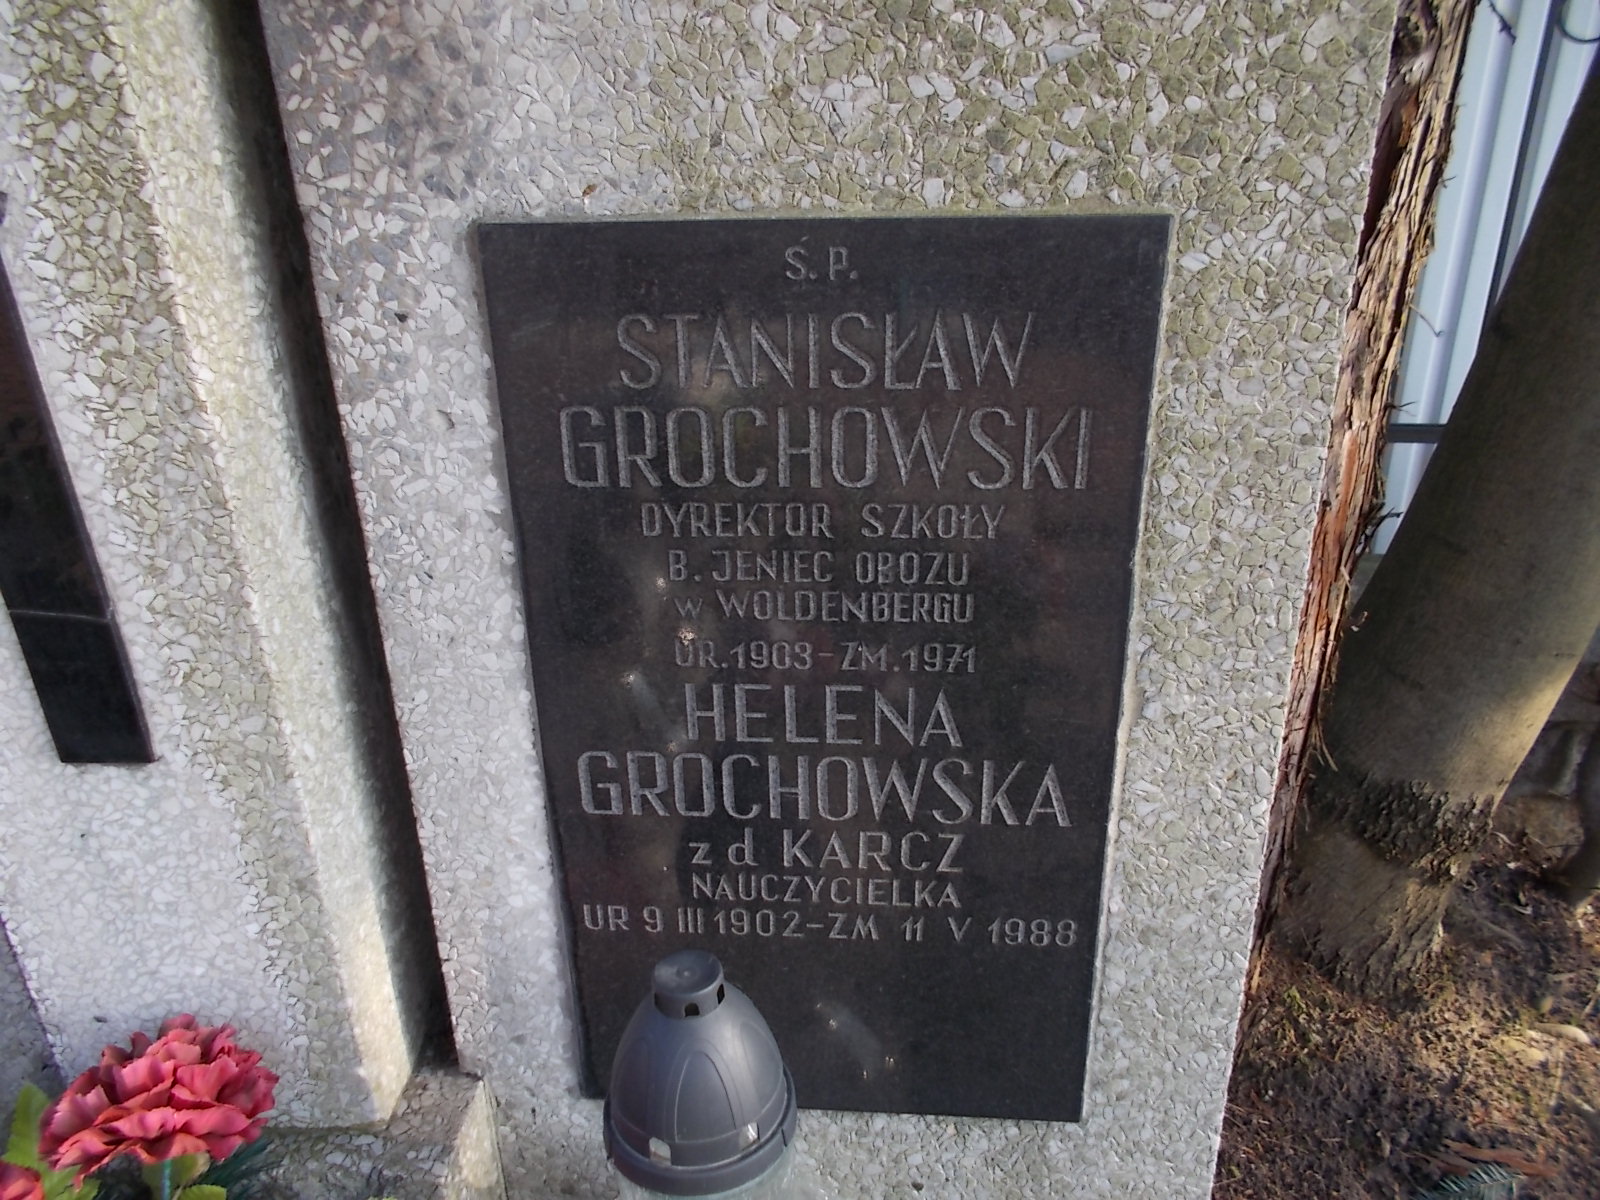 Ś. P.
STANISŁAW
GROCHOWSKI
DYREKTOR SZKOŁY
B. JENIEC OBOZU
w WOLDENBERGU
UR. 1903 - ZM. 1971
HELENA
GROCHOWSKA
z d KARCZ
NAUCZYCIELKA
UR 9 III 1902 - ZM 11 V 1988